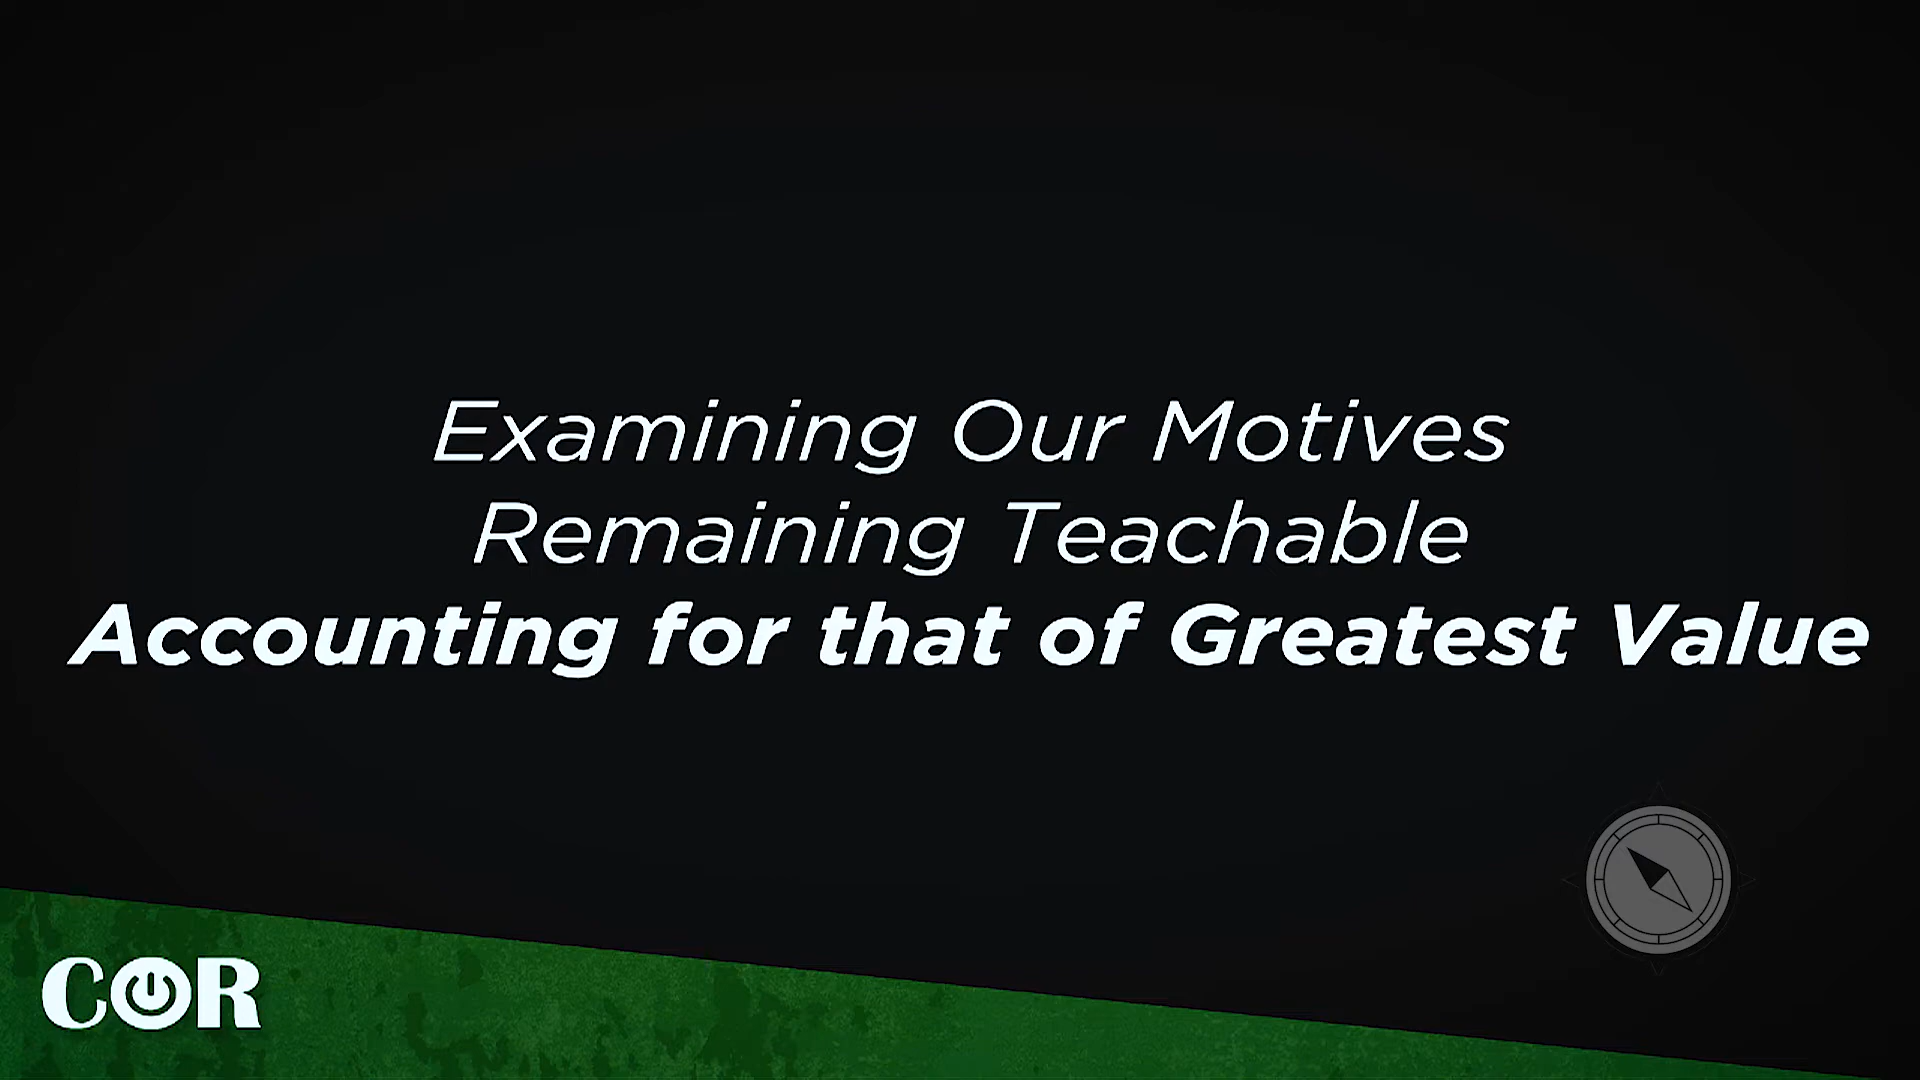 Examining Our Motives
Remaining Teachable
Accounting for that of Greatest Value
COR